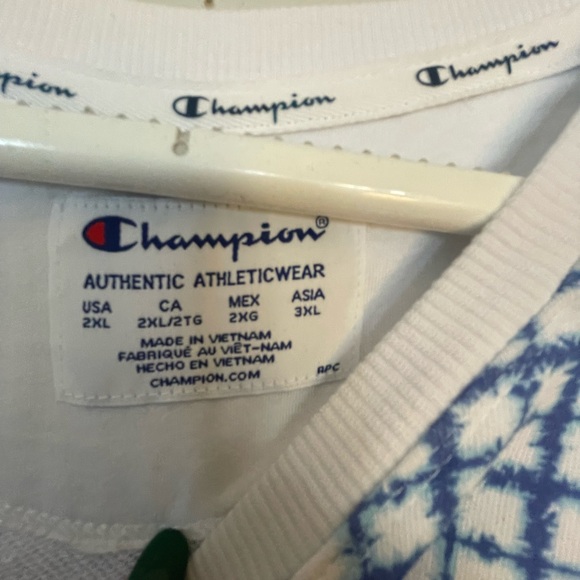 pion Champion Champion
Champion®
AUTHENTIC ATHLETICWEAR
USA CA MEX ASIA
2XL 2XL/2TG 2XG 3XL
MADE IN VIETNAM
FABRIQUÉ AU VIÊT-NAM
HECHO EN VIETNAM
CHAMPION.COM RPC